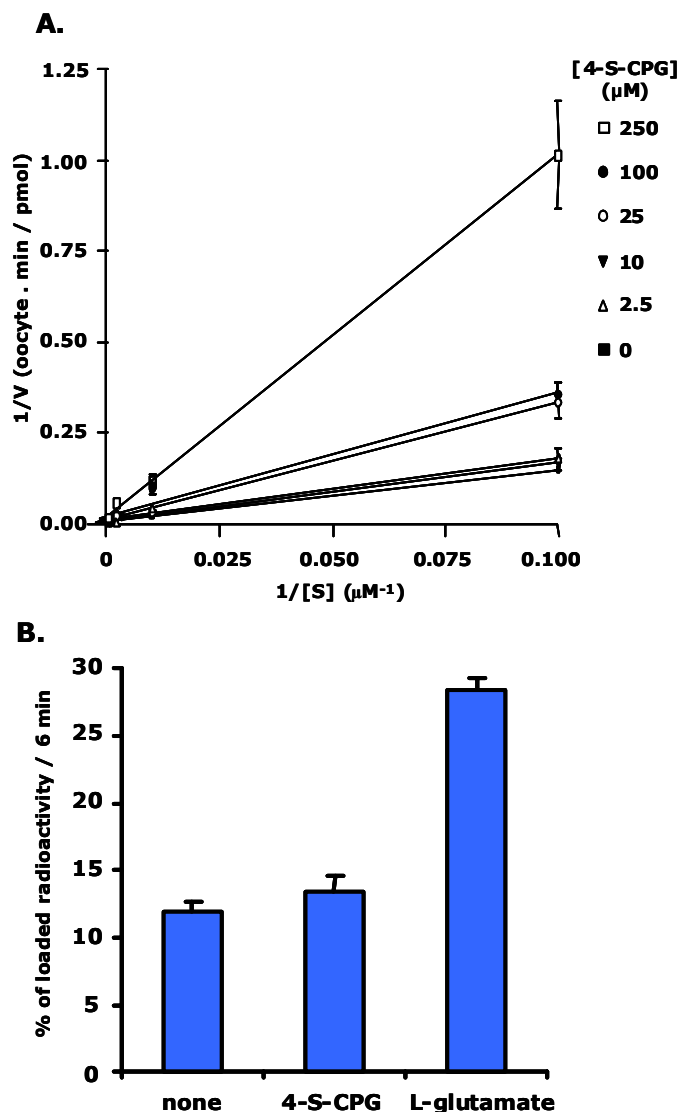 A.
1.25
1.00
0.75
0.50
0.25
0.00
1/V (oocyte . min / pmol)
0
0.025
0.050
0.075
0.100
1/[S] (μM-1)
[4-S-CPG]
(μM)
250
100
25
10
2.5
0
B.
30
25
20
15
10
5
0
% of loaded radioactivity / 6 min
none
4-S-CPG
L-glutamate